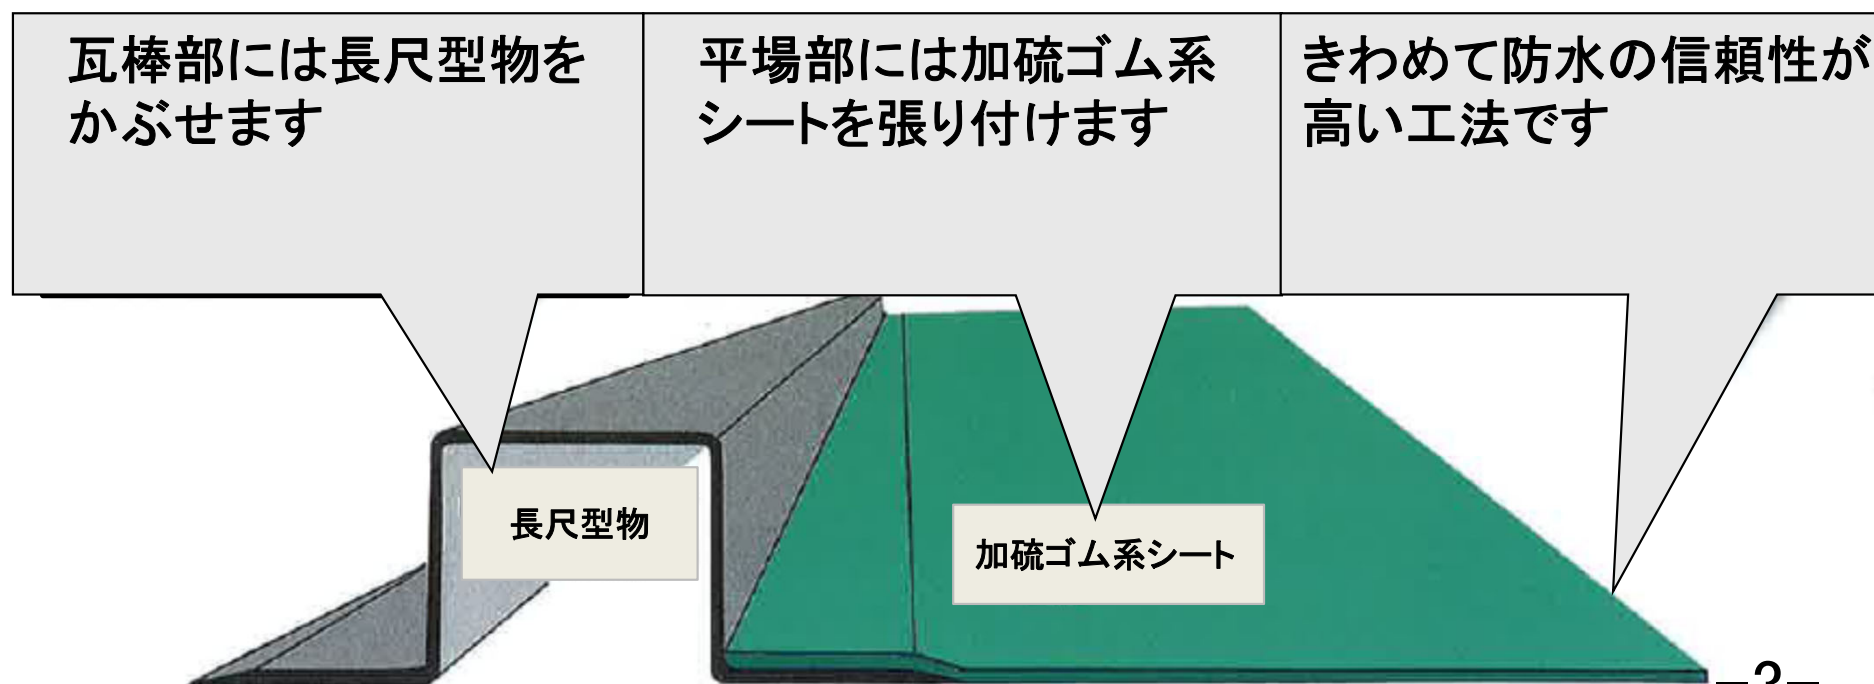 瓦棒部には長尺型物を
かぶせます
平場部には加硫ゴム系
シートを張り付けます
きわめて防水の信頼性が
高い工法です
長尺型物
加硫ゴム系シート